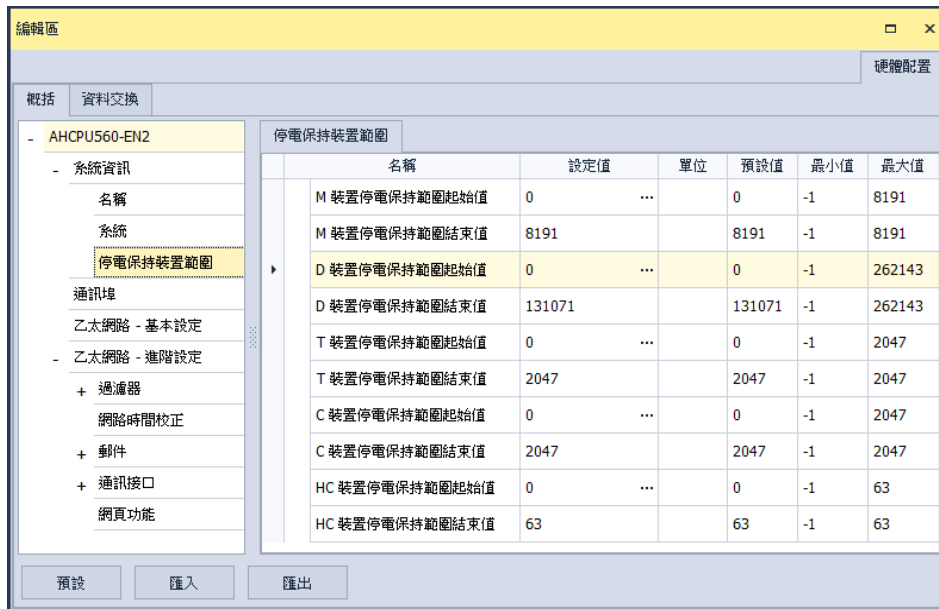 編輯區
硬體配置
概括 資料交換
- AHCPU560-EN2
- 系統資訊
名稱
系統
停電保持裝置範圍
通訊埠
乙太網路 - 基本設定
- 乙太網路 - 進階設定
+ 過濾器
網路時間校正
+ 郵件
+ 通訊接口
網頁功能
停電保持裝置範圍
名稱 設定值 單位 預設值 最小值 最大值
M 裝置停電保持範圍起始值 0 ... 0 -1 8191
M 裝置停電保持範圍結束值 8191 8191 -1 8191
D 裝置停電保持範圍起始值 0 ... 0 -1 262143
D 裝置停電保持範圍結束值 131071 131071 -1 262143
T 裝置停電保持範圍起始值 0 ... 0 -1 2047
T 裝置停電保持範圍結束值 2047 2047 -1 2047
C 裝置停電保持範圍起始值 0 ... 0 -1 2047
C 裝置停電保持範圍結束值 2047 2047 -1 2047
HC 裝置停電保持範圍起始值 0 ... 0 -1 63
HC 裝置停電保持範圍結束值 63 63 -1 63
預設 匯入 匯出